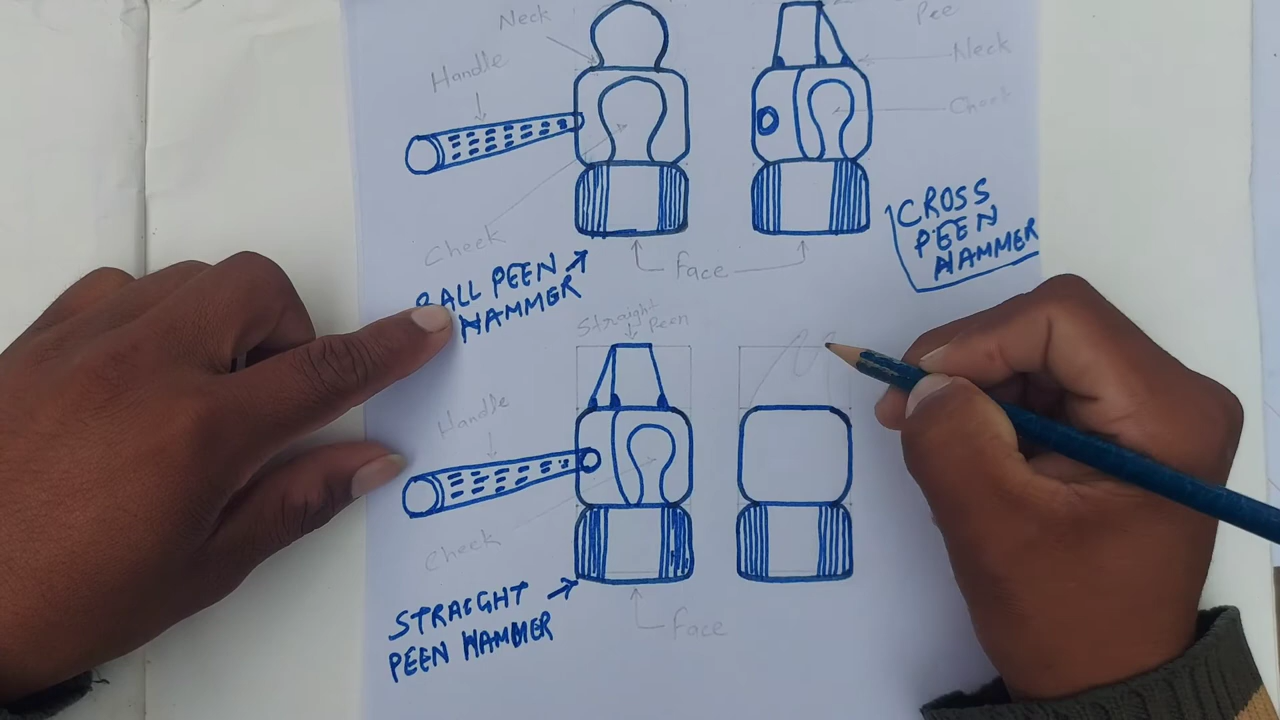 Neck
Pee
Handle
Neck
Cheek
Cheek
CROSS
PEEN
HAMMER
BALL PEEN
HAMMER
Face
Straight
Peen
Handle
Cheek
STRAIGHT
PEEN HAMMER
Face